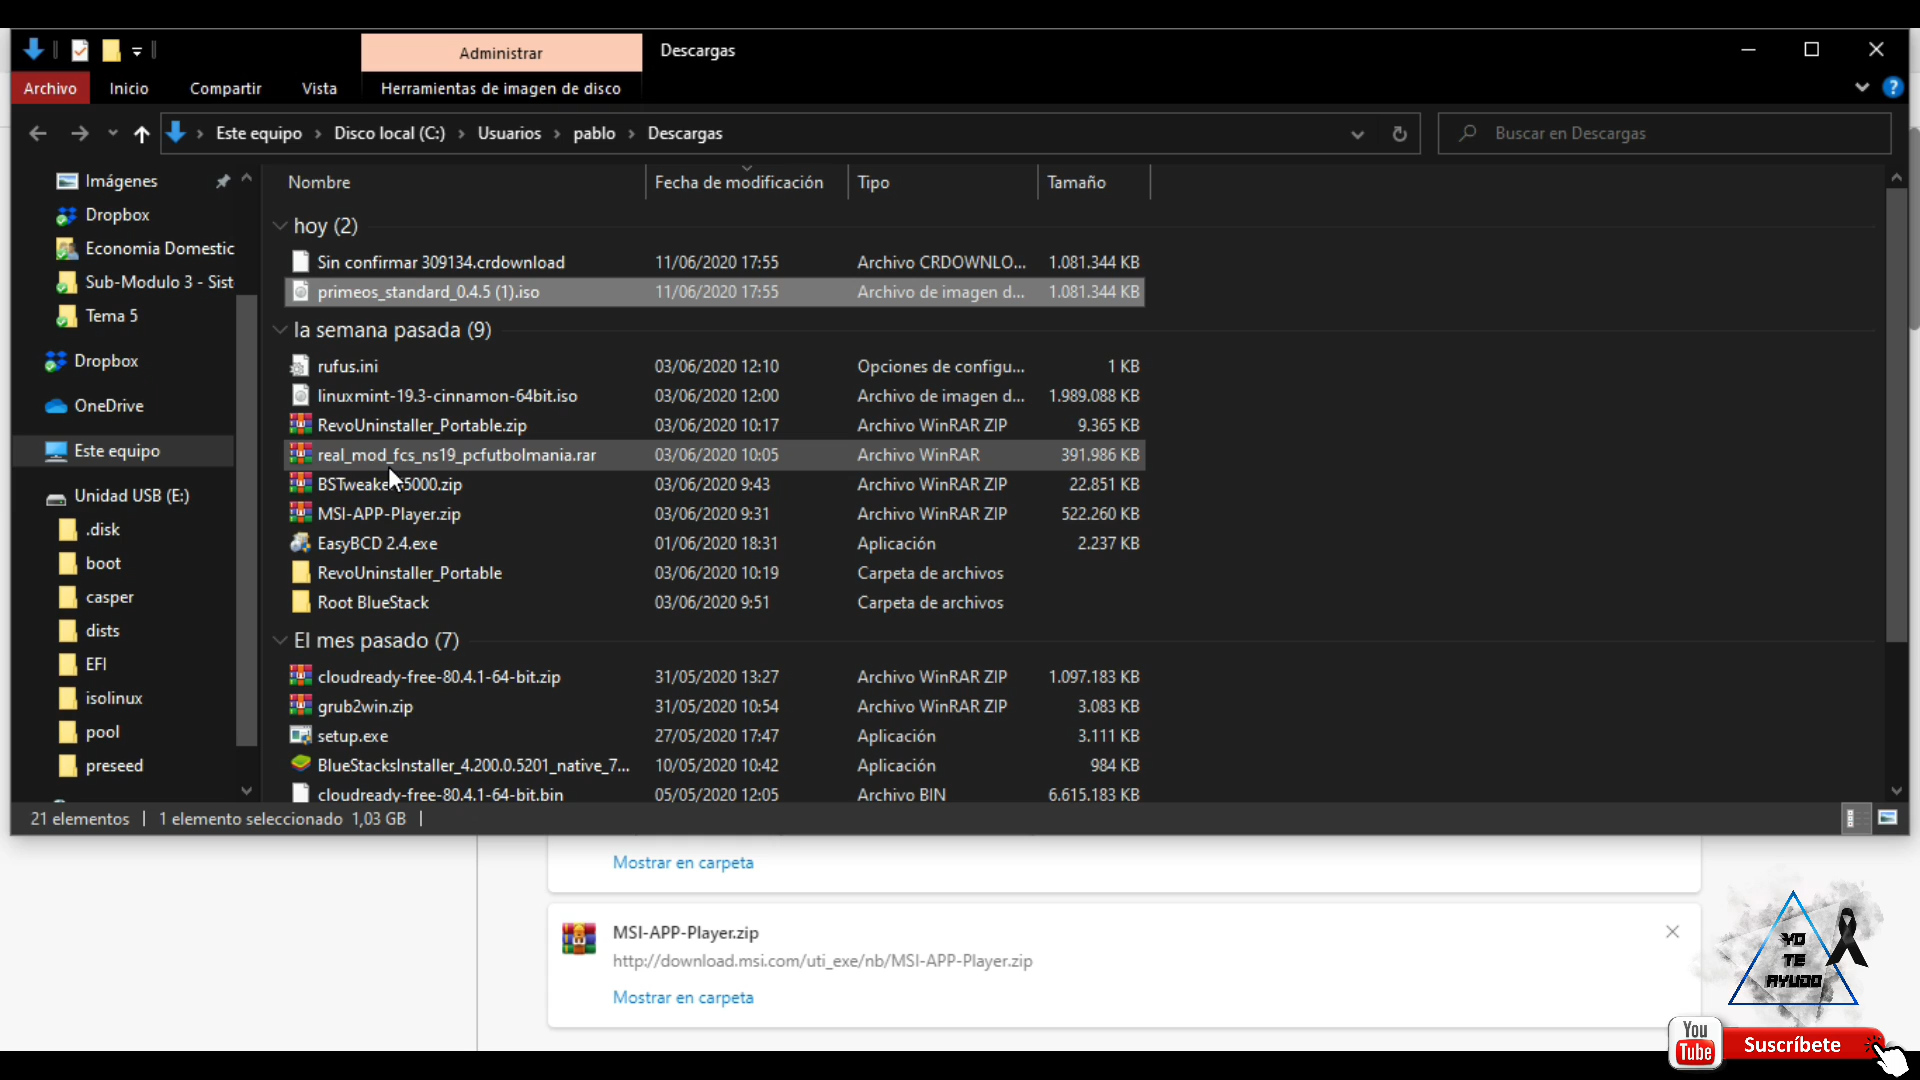 Administrar
Descargas
Archivo
Inicio
Compartir
Vista
Herramientas de imagen de disco
Este equipo
Disco local (C:)
Usuarios
pablo
Descargas
Buscar en Descargas
Imágenes
Dropbox
Economia Domestic
Sub-Modulo 3 - Sist
Tema 5
Dropbox
OneDrive
Este equipo
Unidad USB (E:)
.disk
boot
casper
dists
EFI
isolinux
pool
preseed
Nombre Fecha de modificación Tipo Tamaño
hoy (2)
Sin confirmar 309134.crdownload 11/06/2020 17:55 Archivo CRDOWNLO... 1.081.344 KB
primeos_standard_0.4.5 (1).iso 11/06/2020 17:55 Archivo de imagen d... 1.081.344 KB
la semana pasada (9)
rufus.ini 03/06/2020 12:10 Opciones de configu... 1 KB
linuxmint-19.3-cinnamon-64bit.iso 03/06/2020 12:00 Archivo de imagen d... 1.989.088 KB
RevoUninstaller_Portable.zip 03/06/2020 10:17 Archivo WinRAR ZIP 9.365 KB
real_mod_fcs_ns19_pcfutbolmania.rar 03/06/2020 10:05 Archivo WinRAR 391.986 KB
03/06/2020 9:43 Archivo WinRAR ZIP 22.851 KB
MSI-APP-Player.zip 03/06/2020 9:31 Archivo WinRAR ZIP 522.260 KB
EasyBCD 2.4.exe 01/06/2020 18:31 Aplicación 2.237 KB
RevoUninstaller_Portable 03/06/2020 10:19 Carpeta de archivos
Root BlueStack 03/06/2020 9:51 Carpeta de archivos
El mes pasado (7)
cloudready-free-80.4.1-64-bit.zip 31/05/2020 13:27 Archivo WinRAR ZIP 1.097.183 KB
grub2win.zip 31/05/2020 10:54 Archivo WinRAR ZIP 3.083 KB
setup.exe 27/05/2020 17:47 Aplicación 3.111 KB
BlueStacksInstaller_4.200.0.5201_native_7... 10/05/2020 10:42 Aplicación 984 KB
cloudready-free-80.4.1-64-bit.bin 05/05/2020 12:05 Archivo BIN 6.615.183 KB
21 elementos
1 elemento seleccionado 1,03 GB
Mostrar en carpeta
MSI-APP-Player.zip
http://download.msi.com/uti_exe/nb/MSI-APP-Player.zip
Mostrar en carpeta
YO
TE
AYUDO
You
Tube
Suscríbete